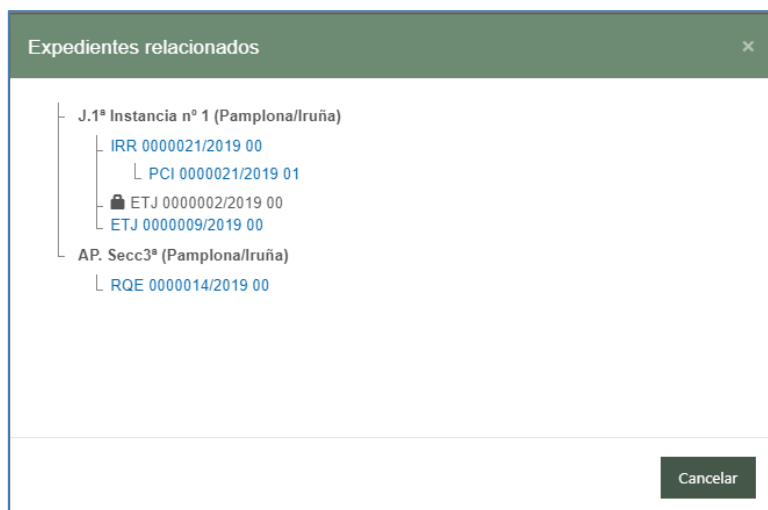 Expedientes relacionados ×
J.1ª Instancia nº 1 (Pamplona/Iruña)
IRR 0000021/2019 00
PCI 0000021/2019 01
ETJ 0000002/2019 00
ETJ 0000009/2019 00
AP. Secc3ª (Pamplona/Iruña)
RQE 0000014/2019 00
Cancelar